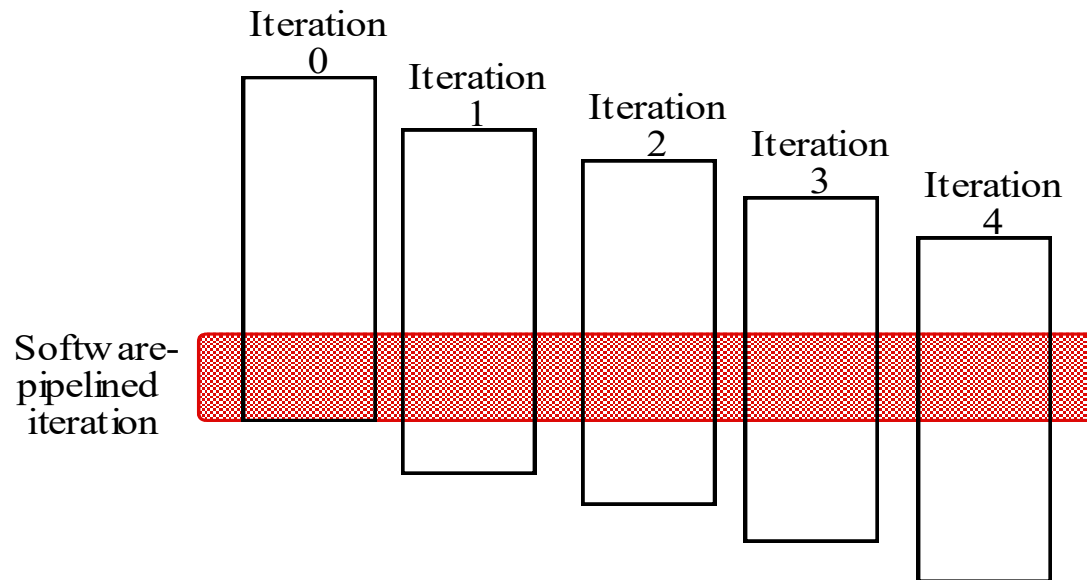 Iteration
0
Iteration
1
Iteration
2
Iteration
3
Iteration
4
Software-
pipelined
iteration